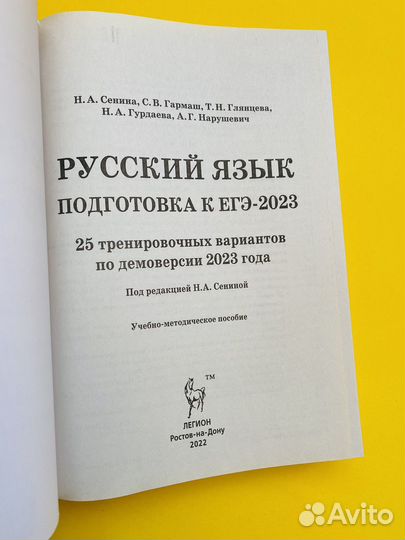 Н. А. Сенина, С. В. Гармаш, Т. Н. Глянцева,
Н. А. Гурдаева, А. Г. Нарушевич
РУССКИЙ ЯЗЫК
ПОДГОТОВКА К ЕГЭ-2023
25 тренировочных вариантов
по демоверсии 2023 года
Под редакцией Н.А. Сениной
Учебно-методическое пособие
TM
ЛЕГИОН
Ростов-на-Дону
2022
Avito